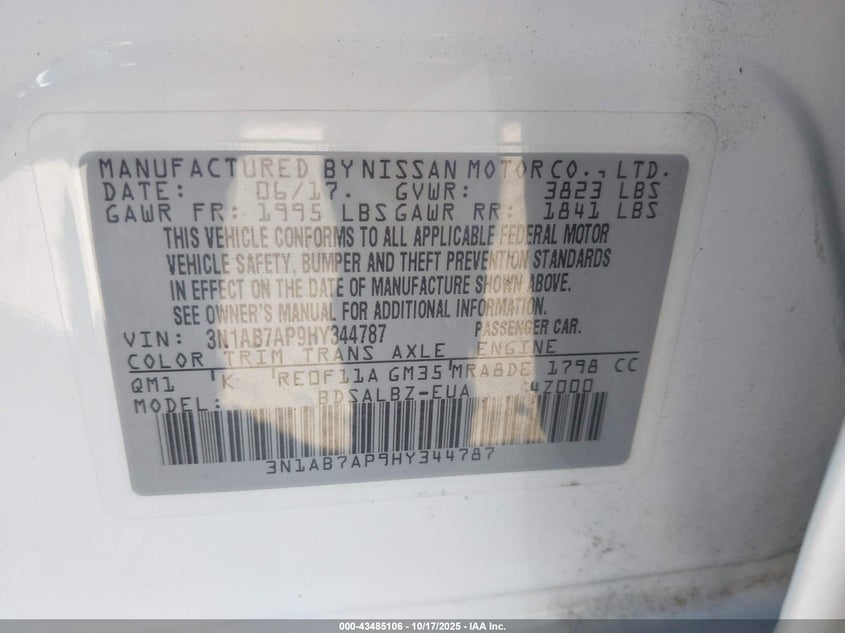 MANUFACTURED BY NISSAN MOTOR CO., LTD.
DATE: 06/17. GVWR: 3823 LBS
GAWR FR: 1995 LBS GAWR RR: 1841 LBS
THIS VEHICLE CONFORMS TO ALL APPLICABLE FEDERAL MOTOR
VEHICLE SAFETY, BUMPER AND THEFT PREVENTION STANDARDS
IN EFFECT ON THE DATE OF MANUFACTURE SHOWN ABOVE.
SEE OWNER'S MANUAL FOR ADDITIONAL INFORMATION.
VIN: 3N1AB7AP9HY344787 PASSENGER CAR.
COLOR TRIM TRANS AXLE ENGINE
QM1 K RE0F11A GM35 MRA8DE 1798 CC
MODEL: BDSALBZ-EUA 4Z000
3N1AB7AP9HY344787
000-43485106 - 10/17/2025 - IAA Inc.